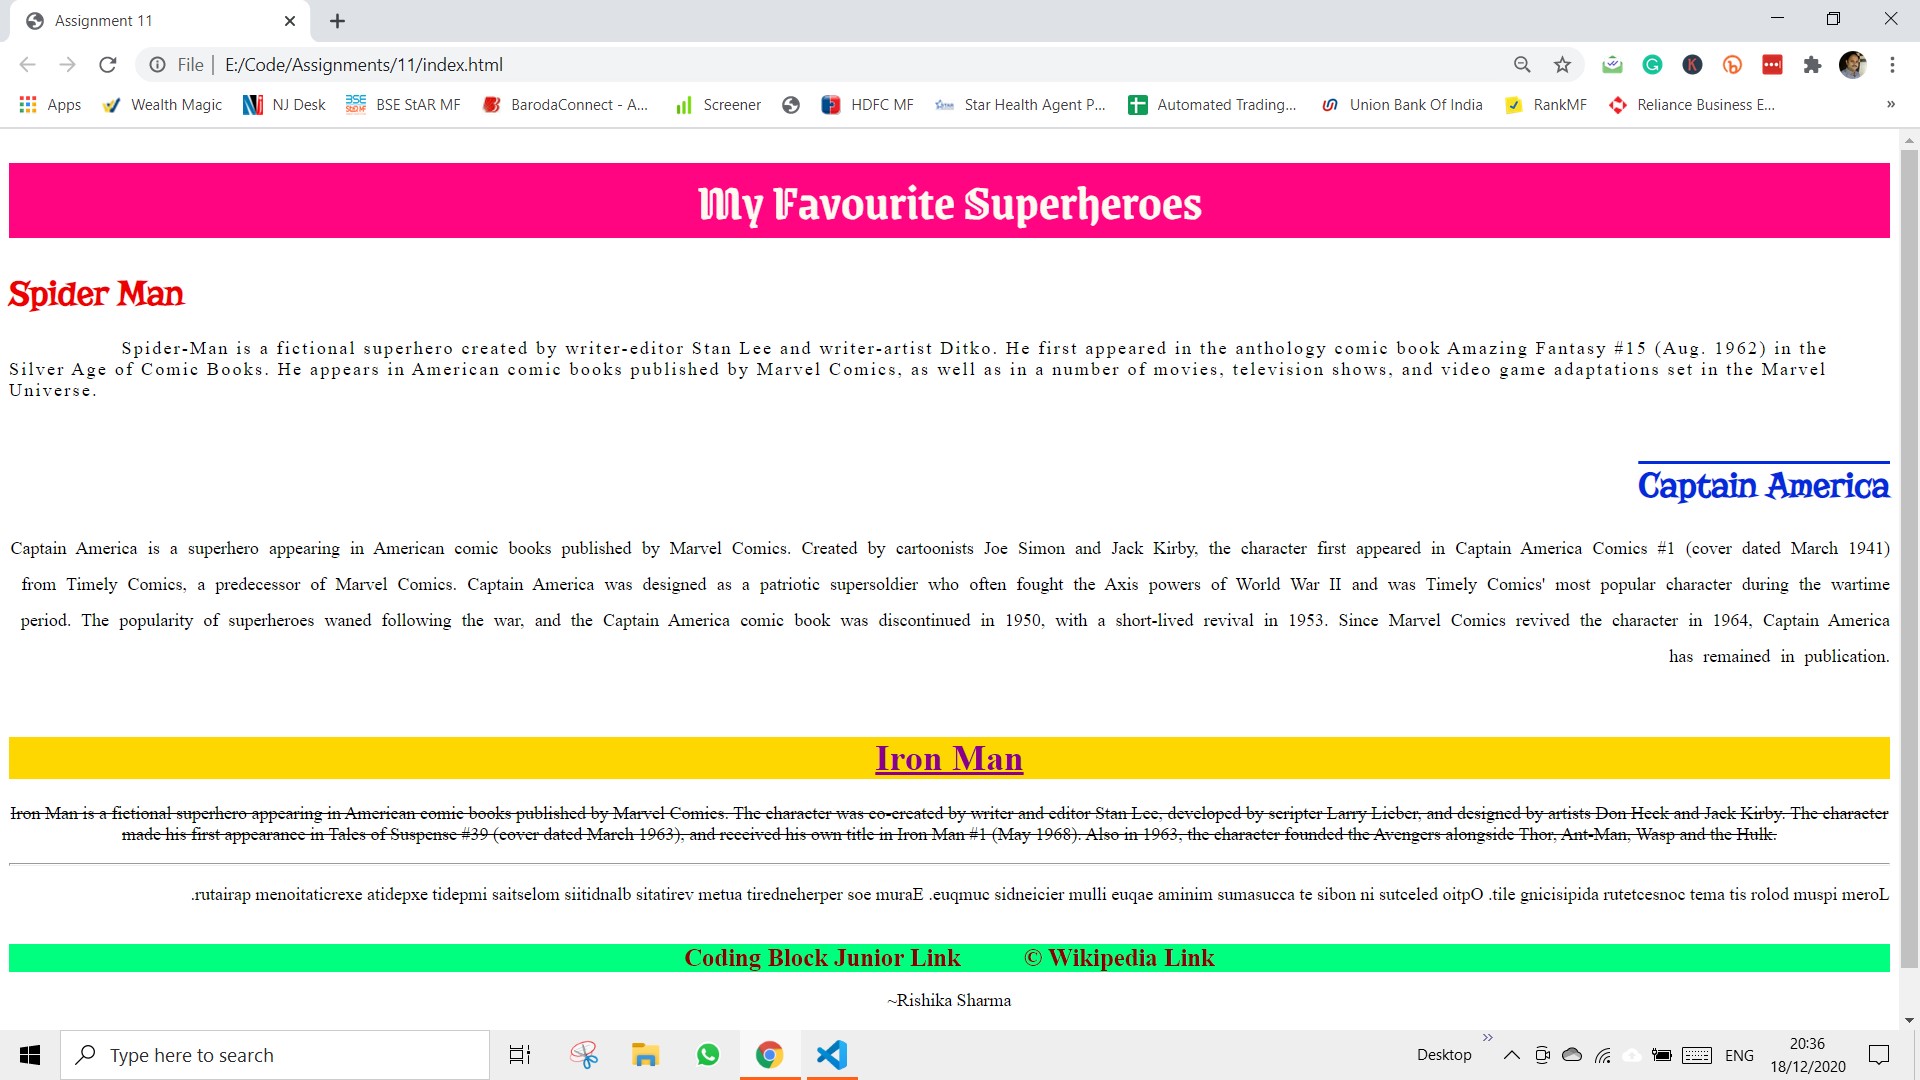 Assignment 11
File | E:/Code/Assignments/11/index.html
Apps Wealth Magic NJ Desk BSE StAR MF BarodaConnect - A... Screener HDFC MF Star Health Agent P... Automated Trading... Union Bank Of India RankMF Reliance Business E... »
My Favourite Superheroes
Spider Man
Spider-Man is a fictional superhero created by writer-editor Stan Lee and writer-artist Ditko. He first appeared in the anthology comic book Amazing Fantasy #15 (Aug. 1962) in the
Silver Age of Comic Books. He appears in American comic books published by Marvel Comics, as well as in a number of movies, television shows, and video game adaptations set in the Marvel
Universe.
Captain America
Captain America is a superhero appearing in American comic books published by Marvel Comics. Created by cartoonists Joe Simon and Jack Kirby, the character first appeared in Captain America Comics #1 (cover dated March 1941)
from Timely Comics, a predecessor of Marvel Comics. Captain America was designed as a patriotic supersoldier who often fought the Axis powers of World War II and was Timely Comics' most popular character during the wartime
period. The popularity of superheroes waned following the war, and the Captain America comic book was discontinued in 1950, with a short-lived revival in 1953. Since Marvel Comics revived the character in 1964, Captain America
has remained in publication.
Iron Man
Iron Man is a fictional superhero appearing in American comic books published by Marvel Comics. The character was co-created by writer and editor Stan Lee, developed by scripter Larry Lieber, and designed by artists Don Heck and Jack Kirby. The character
made his first appearance in Tales of Suspense #39 (cover dated March 1963), and received his own title in Iron Man #1 (May 1968). Also in 1963, the character founded the Avengers alongside Thor, Ant-Man, Wasp and the Hulk.
.rutairap menoitaticrexe atidepxe tidepmi saitselom siitidnalb sitatirev metua tiredneherper soe muraE .euqmuc sidneicier mulli euqae minima sumasucca te sibon ni sutceled oitpO .tile gnicisipida rutetcesnoc tema tis rolod muspi meroL
Coding Block Junior Link © Wikipedia Link
~Rishika Sharma
Type here to search
Desktop » ENG 20:36
18/12/2020